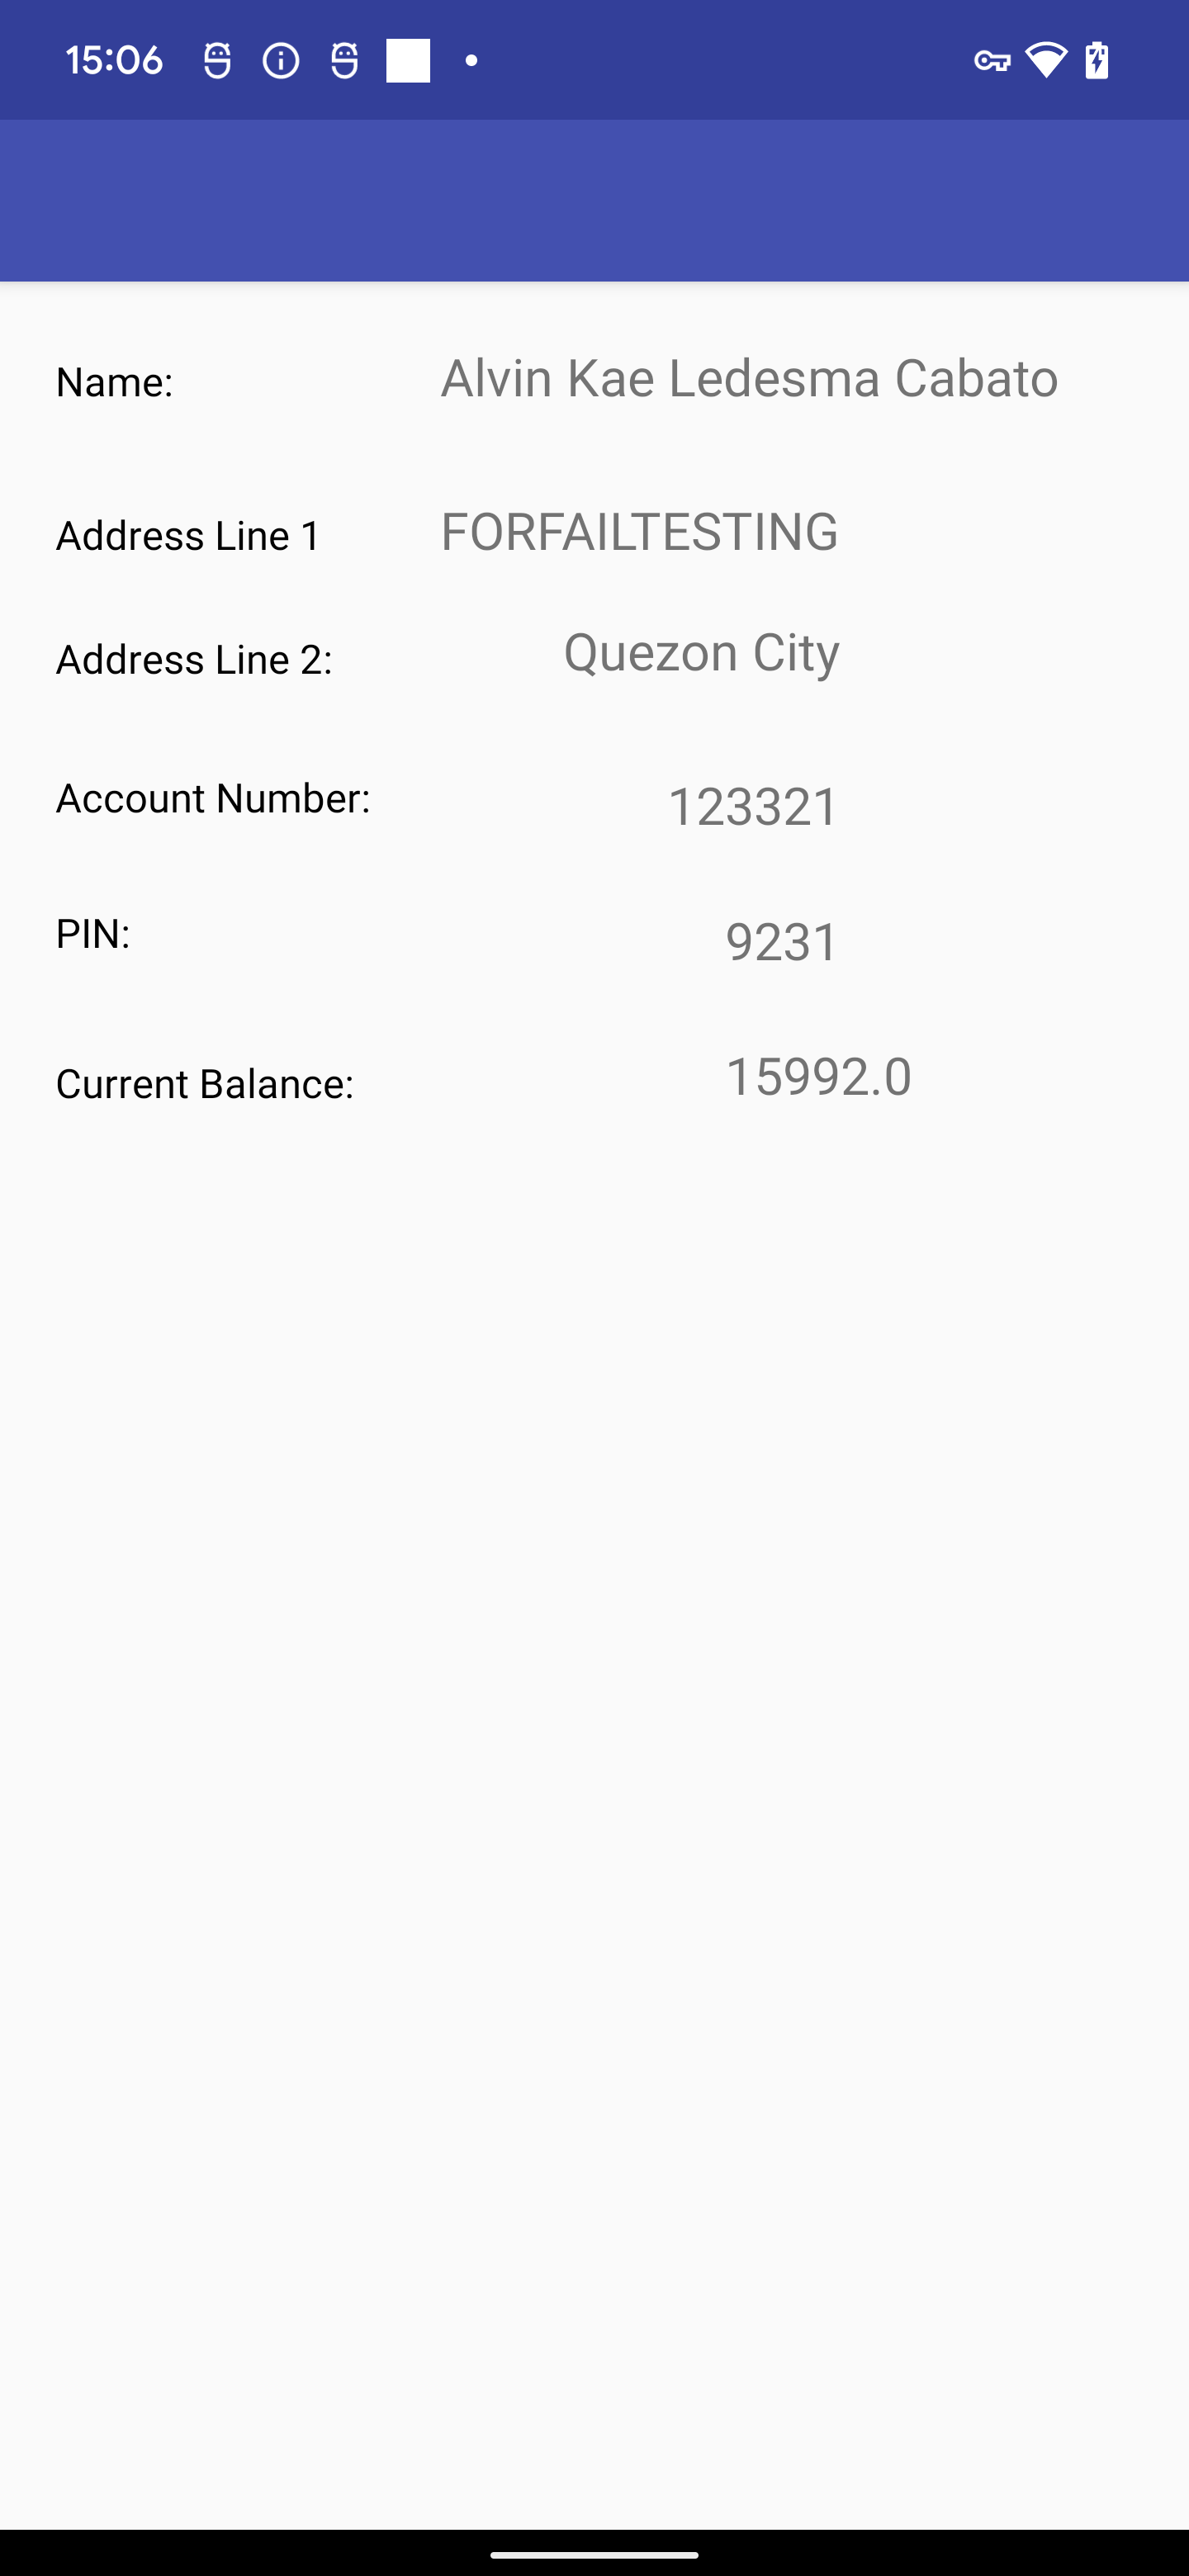 15:06
Name: Alvin Kae Ledesma Cabato
Address Line 1 FORFAILTESTING
Address Line 2: Quezon City
Account Number: 123321
PIN: 9231
Current Balance: 15992.0